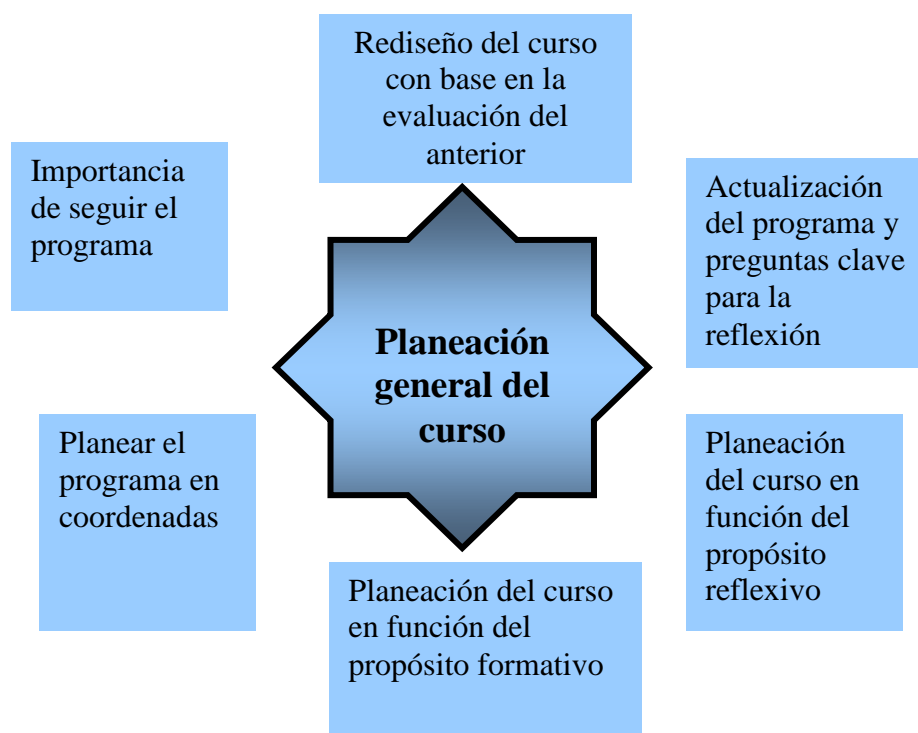 Rediseño del curso
con base en la
evaluación del
anterior
Importancia
de seguir el
programa
Actualización
del programa y
preguntas clave
para la
reflexión
Planeación
general del
curso
Planear el
programa en
coordenadas
Planeación
del curso en
función del
propósito
reflexivo
Planeación del curso
en función del
propósito formativo